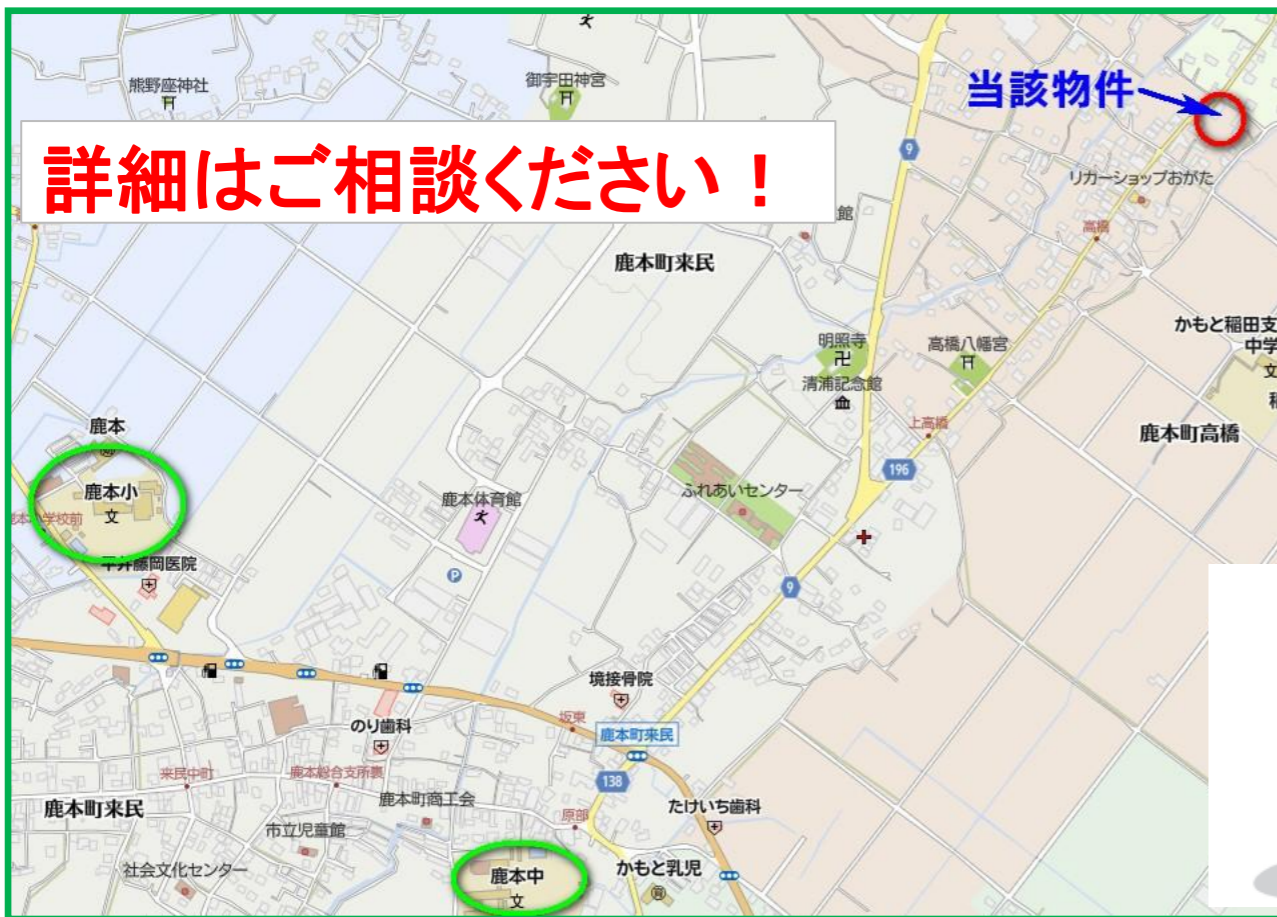 熊野座神社
御宇田神宮
当該物件
詳細はご相談ください！
9
リカーショップおがた
館
高橋
鹿本町来民
かもと稲田支
中学
文
明照寺
高橋八幡宮
清浦記念館
上高橋
鹿本町高橋
鹿本
196
鹿本小
文
鹿本体育館
ふれあいセンター
平井藤岡医院
P
9
境接骨院
坂東
のり歯科
鹿本町来民
来民中町
鹿本総合支所裏
138
鹿本町商工会
たけいち歯科
鹿本町来民
原部
市立児童館
社会文化センター
鹿本中
かもと乳児
文